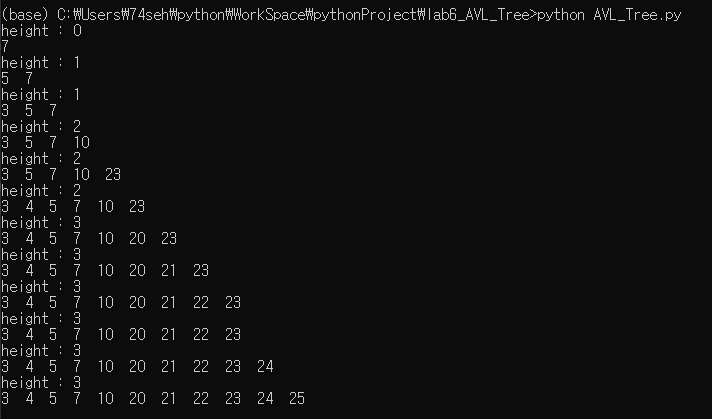 (base) C:₩Users₩74seh₩python₩WorkSpace₩pythonProject₩lab6_AVL_Tree>python AVL_Tree.py
height : 0
7
height : 1
5  7
height : 1
3  5  7
height : 2
3  5  7  10
height : 2
3  5  7  10  23
height : 2
3  4  5  7  10  23
height : 3
3  4  5  7  10  20  23
height : 3
3  4  5  7  10  20  21  23
height : 3
3  4  5  7  10  20  21  22  23
height : 3
3  4  5  7  10  20  21  22  23
height : 3
3  4  5  7  10  20  21  22  23  24
height : 3
3  4  5  7  10  20  21  22  23  24  25